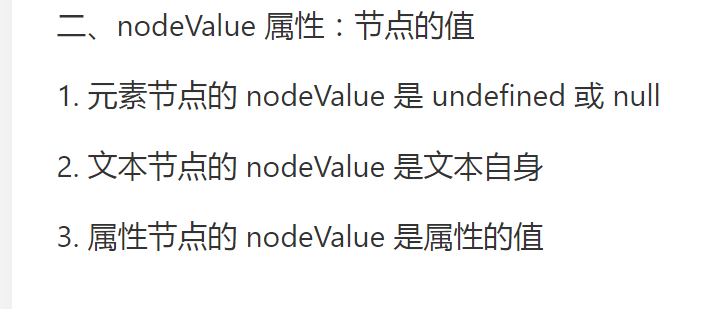 二、nodeValue 属性：节点的值
1. 元素节点的 nodeValue 是 undefined 或 null
2. 文本节点的 nodeValue 是文本自身
3. 属性节点的 nodeValue 是属性的值